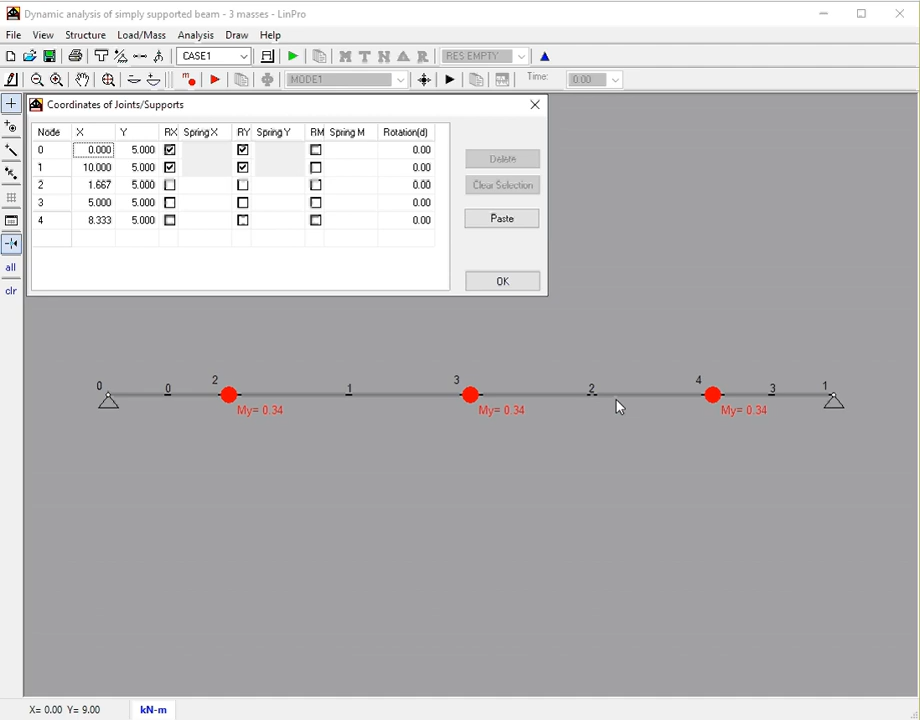 Dynamic analysis of simply supported beam - 3 masses - LinPro
File View Structure Load/Mass Analysis Draw Help
CASE1 M T N A R RES EMPTY
MODE1 Time: 0.00
Coordinates of Joints/Supports
Node X Y RX Spring X RY Spring Y RM Spring M Rotation(d)
0 0.000 5.000 0.00
1 10.000 5.000 0.00
2 1.667 5.000 0.00
3 5.000 5.000 0.00
4 8.333 5.000 0.00
Delete
Clear Selection
Paste
OK
all
clr
0 0 2 1 3 2 4 3 1
My= 0.34 My= 0.34 My= 0.34
X= 0.00 Y= 9.00 kN-m